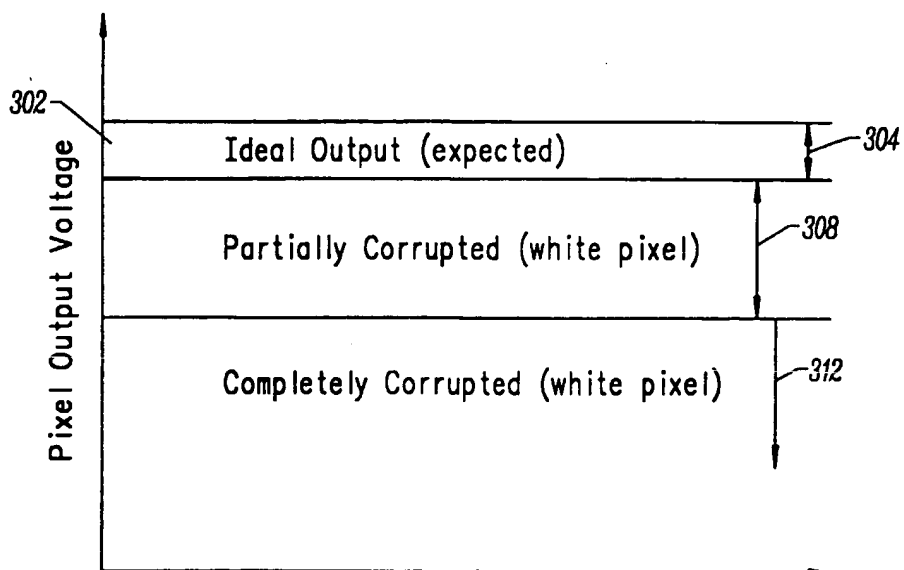 302
Ideal Output (expected)
304
Partially Corrupted (white pixel)
308
Completely Corrupted (white pixel)
312
Pixel Output Voltage